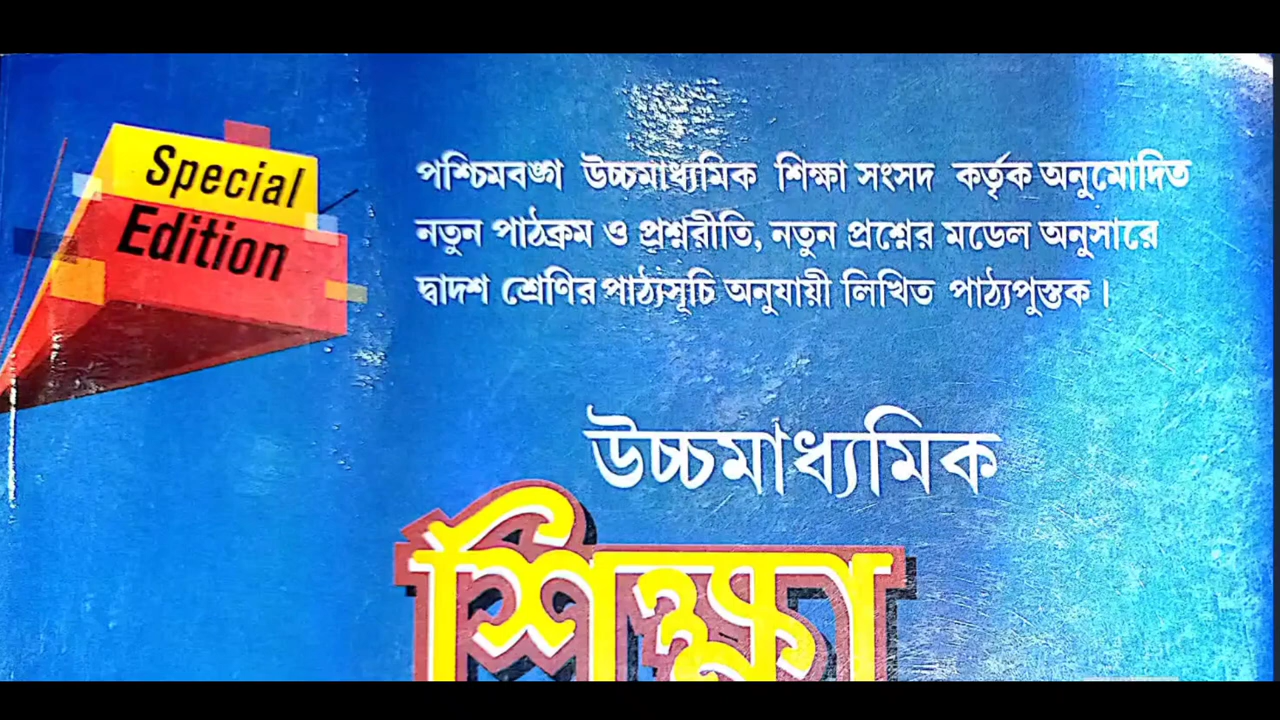 Special
Edition
পশ্চিমবঙ্গ উচ্চমাধ্যমিক শিক্ষা সংসদ কর্তৃক অনুমোদিত
নতুন পাঠক্রম ও প্রশ্নরীতি, নতুন প্রশ্নের মডেল অনুসারে
দ্বাদশ শ্রেণির পাঠ্যসূচি অনুযায়ী লিখিত পাঠ্যপুস্তক।
উচ্চমাধ্যমিক
শিক্ষা